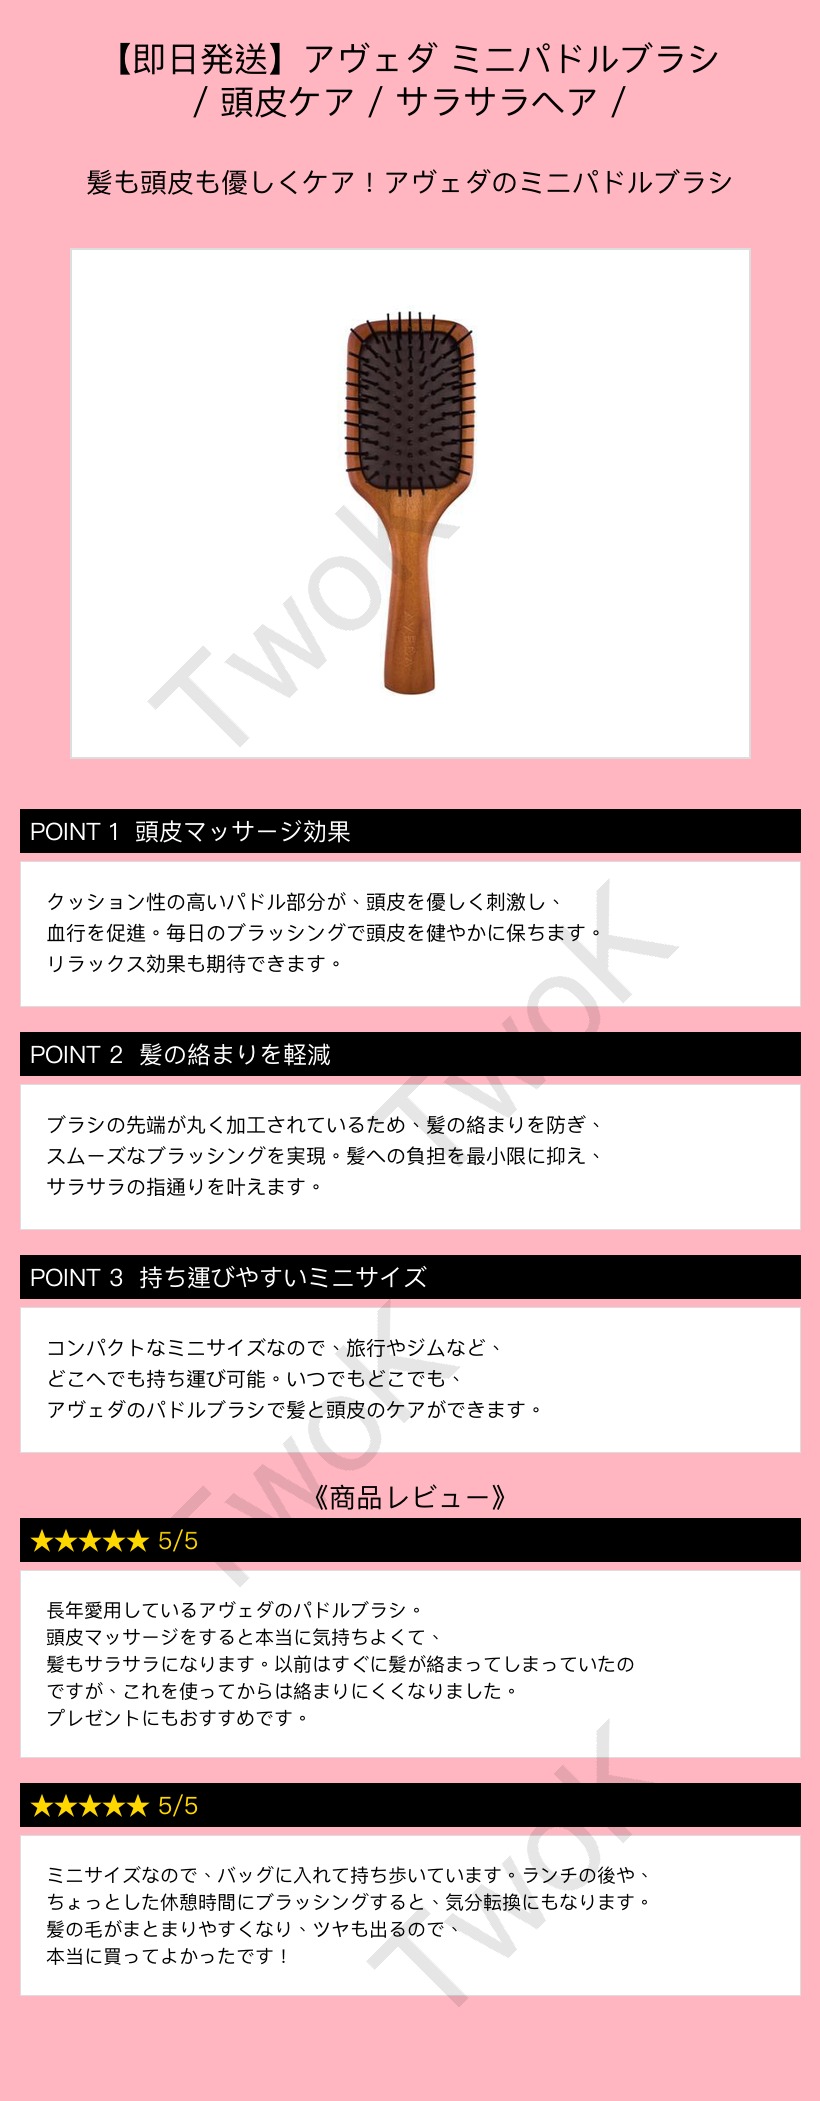 【即日発送】アヴェダ ミニパドルブラシ
/ 頭皮ケア / サラサラヘア /
髪も頭皮も優しくケア！アヴェダのミニパドルブラシ
AVEDA
TwoK
POINT 1 頭皮マッサージ効果
クッション性の高いパドル部分が、頭皮を優しく刺激し、
血行を促進。毎日のブラッシングで頭皮を健やかに保ちます。
リラックス効果も期待できます。
TwoK
POINT 2 髪の絡まりを軽減
ブラシの先端が丸く加工されているため、髪の絡まりを防ぎ、
スムーズなブラッシングを実現。髪への負担を最小限に抑え、
サラサラの指通りを叶えます。
POINT 3 持ち運びやすいミニサイズ
コンパクトなミニサイズなので、旅行やジムなど、
どこへでも持ち運び可能。いつでもどこでも、
アヴェダのパドルブラシで髪と頭皮のケアができます。
TwoK
《商品レビュー》
★★★★★ 5/5
長年愛用しているアヴェダのパドルブラシ。
頭皮マッサージをすると本当に気持ちよくて、
髪もサラサラになります。以前はすぐに髪が絡まってしまっていたの
ですが、これを使ってからは絡まりにくくなりました。
プレゼントにもおすすめです。
★★★★★ 5/5
ミニサイズなので、バッグに入れて持ち歩いています。ランチの後や、
ちょっとした休憩時間にブラッシングすると、気分転換にもなります。
髪の毛がまとまりやすくなり、ツヤも出るので、
本当に買ってよかったです！
TwoK